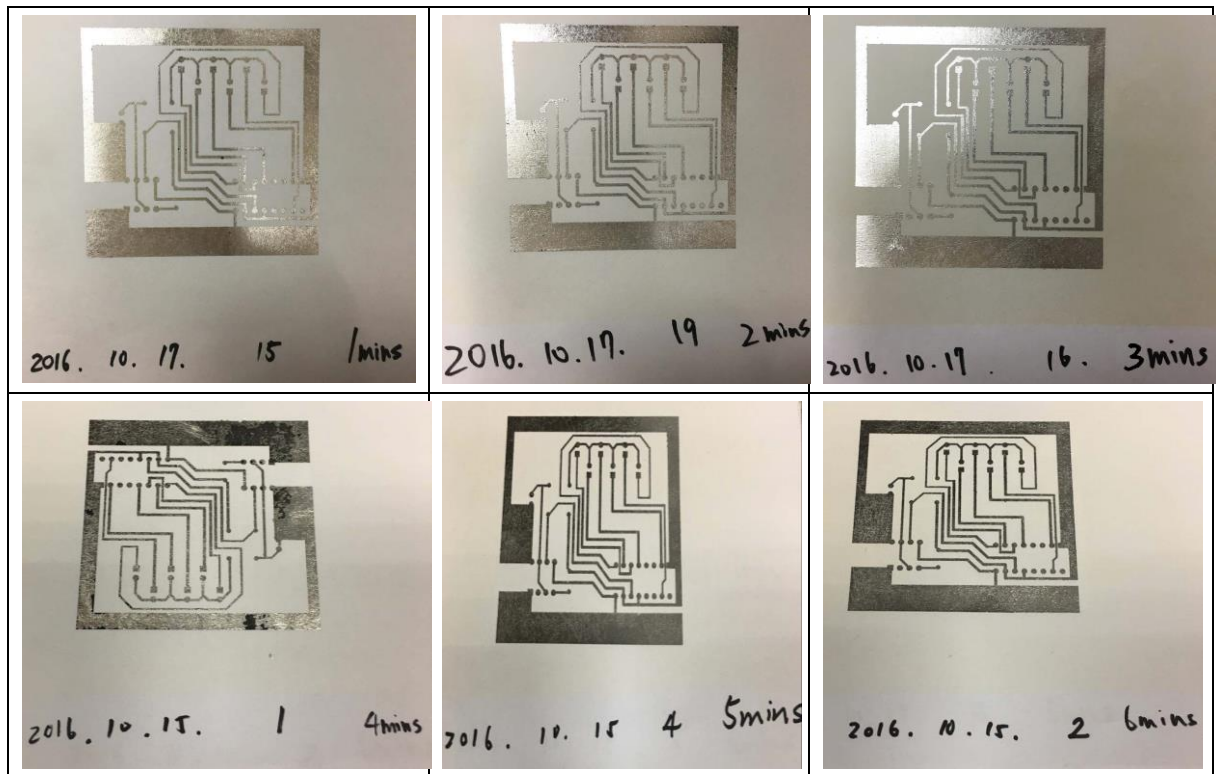 2016. 10. 17. 15 1mins
2016. 10. 17. 19 2mins
2016. 10. 17. 16. 3mins
2016. 10. 15. 1 4mins
2016. 10. 15 4 5mins
2016. 10. 15. 2 6mins